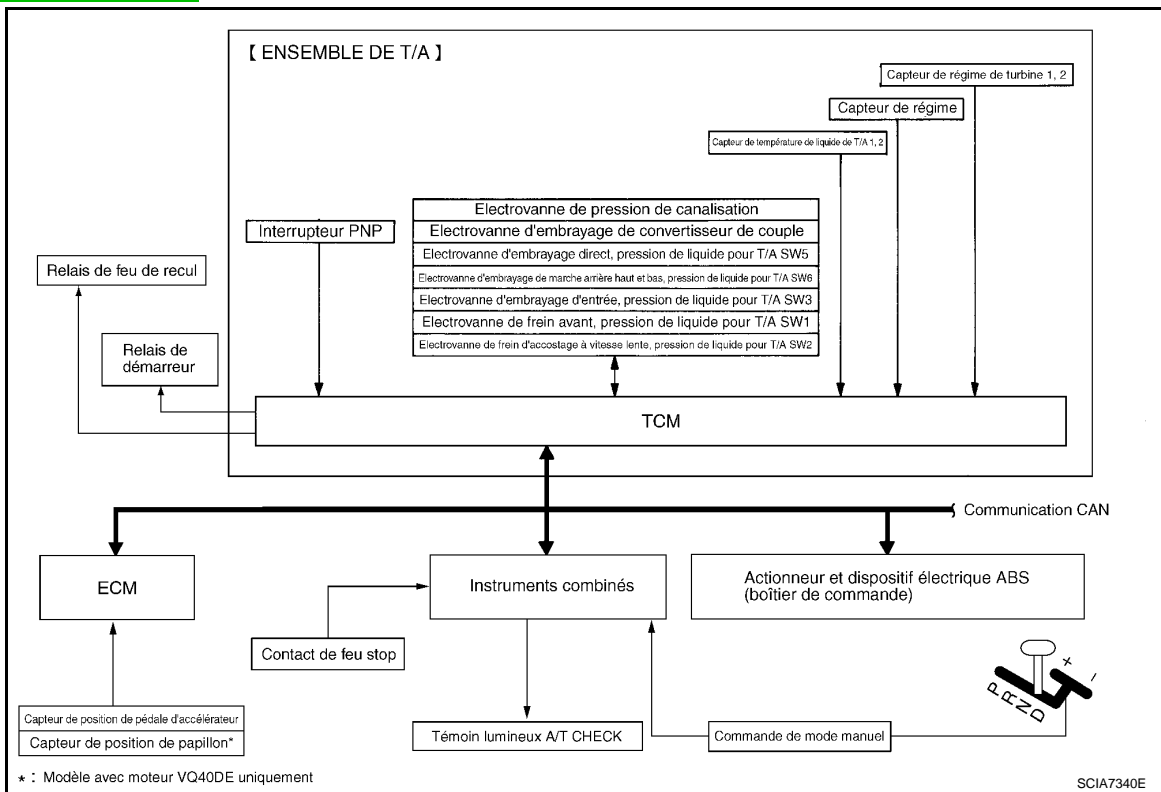 【 ENSEMBLE DE T/A 】
Capteur de régime de turbine 1, 2
Capteur de régime
Capteur de température de liquide de T/A 1, 2
Electrovanne de pression de canalisation
Interrupteur PNP
Electrovanne d'embrayage de convertisseur de couple
Electrovanne d'embrayage direct, pression de liquide pour T/A SW5
Relais de feu de recul
Electrovanne d'embrayage de marche arrière haut et bas, pression de liquide pour T/A SW6
Electrovanne d'embrayage d'entrée, pression de liquide pour T/A SW3
Electrovanne de frein avant, pression de liquide pour T/A SW1
Electrovanne de frein d'accostage à vitesse lente, pression de liquide pour T/A SW2
Relais de
démarreur
TCM
Communication CAN
ECM
Instruments combinés
Actionneur et dispositif électrique ABS
(boîtier de commande)
Contact de feu stop
+
−
P R N D
Capteur de position de pédale d'accélérateur
Capteur de position de papillon*
Témoin lumineux A/T CHECK
Commande de mode manuel
* : Modèle avec moteur VQ40DE uniquement
SCIA7340E